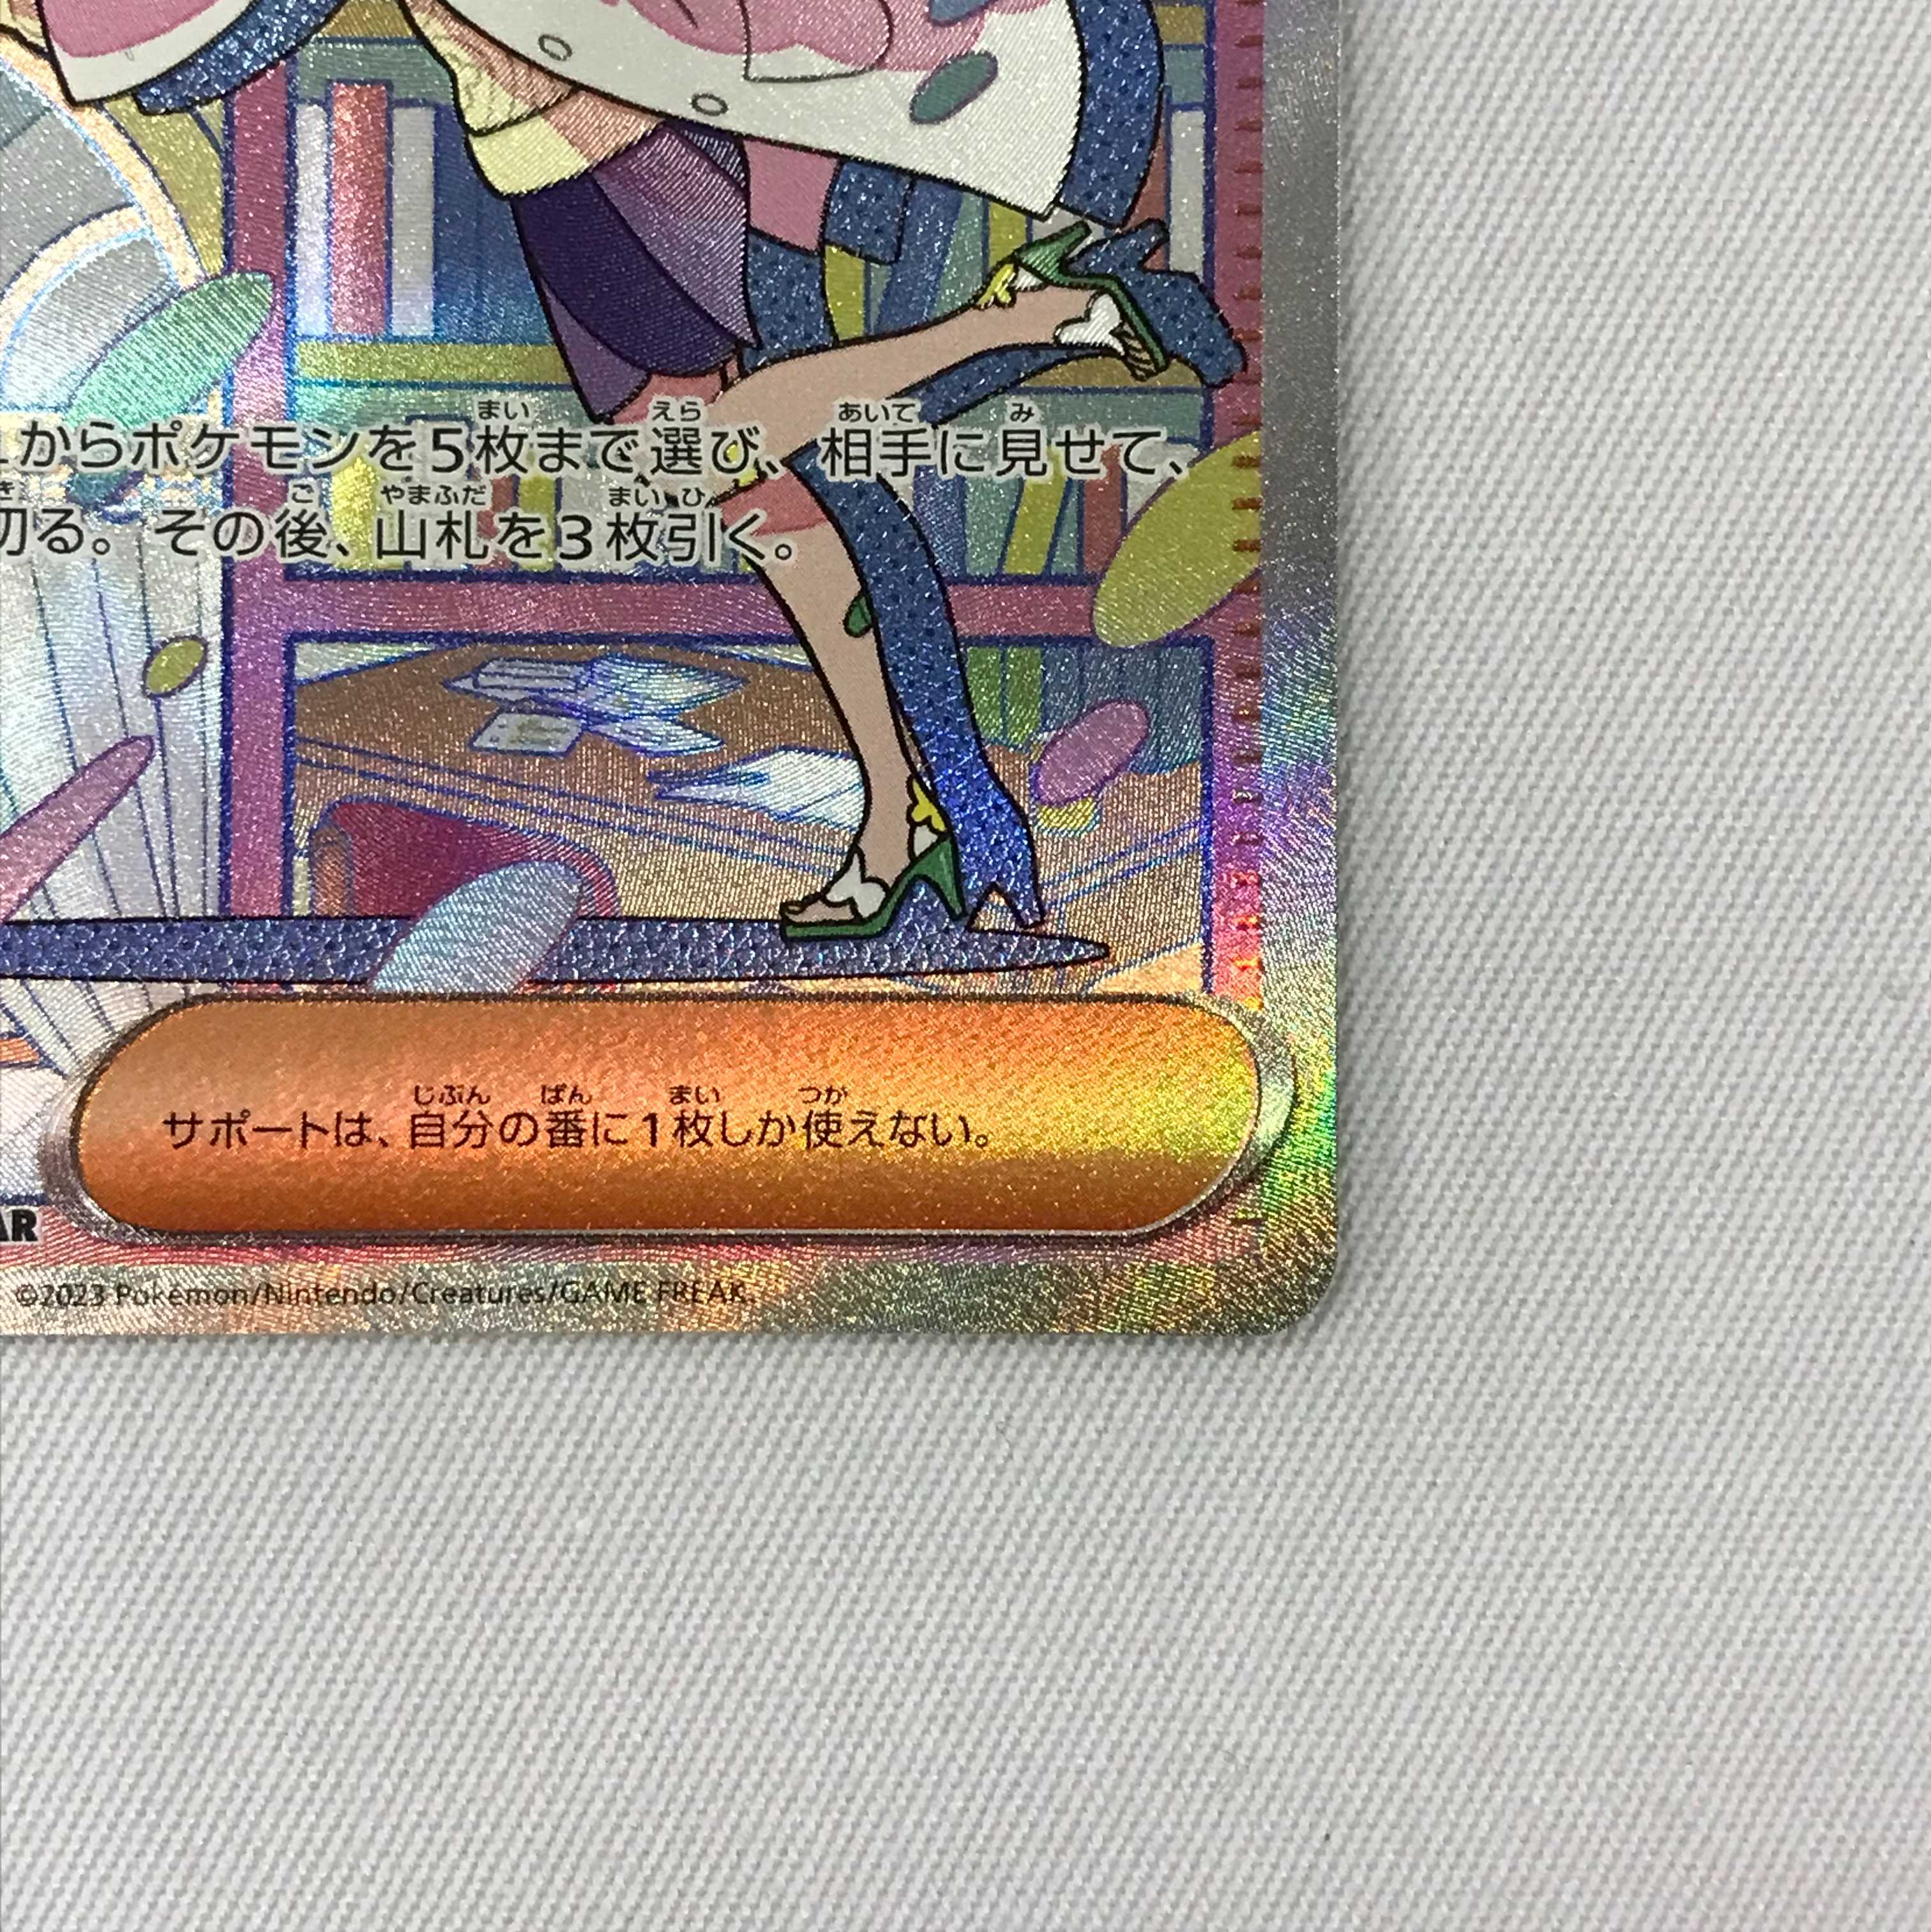 からポケモンを5枚まで選び、相手に見せて、
切る。その後、山札を3枚引く。
サポートは、自分の番に1枚しか使えない。
AR
©2023 Pokémon/Nintendo/Creatures/GAME FREAK.